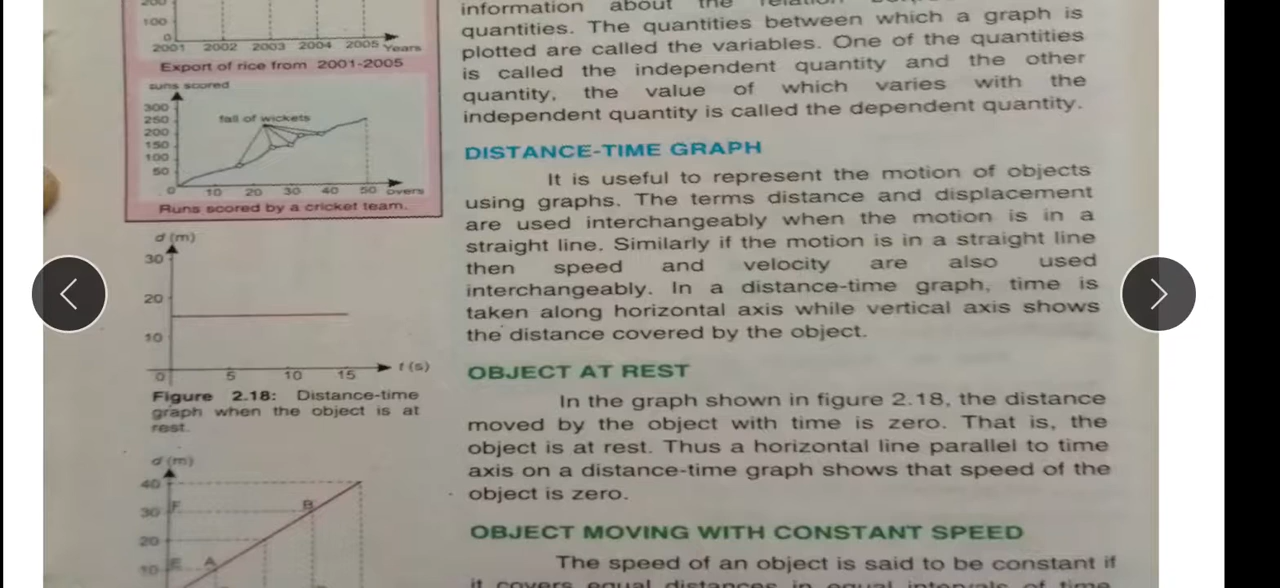 200
100
0
2001 2002 2003 2004 2005 Years
Export of rice from 2001-2005
Runs scored
300
250
200
150
100
50
fall of wickets
0 10 20 30 40 50 overs
Runs scored by a cricket team.
d (m)
30
20
10
0 5 10 15 t (s)
Figure 2.18: Distance-time
graph when the object is at
rest.
d (m)
40
30 F B
20
10 E A
information about the
quantities. The quantities between which a graph is
plotted are called the variables. One of the quantities
is called the independent quantity and the other
quantity, the value of which varies with the
independent quantity is called the dependent quantity.
DISTANCE-TIME GRAPH
It is useful to represent the motion of objects
using graphs. The terms distance and displacement
are used interchangeably when the motion is in a
straight line. Similarly if the motion is in a straight line
then speed and velocity are also used
interchangeably. In a distance-time graph, time is
taken along horizontal axis while vertical axis shows
the distance covered by the object.
OBJECT AT REST
In the graph shown in figure 2.18, the distance
moved by the object with time is zero. That is, the
object is at rest. Thus a horizontal line parallel to time
axis on a distance-time graph shows that speed of the
object is zero.
OBJECT MOVING WITH CONSTANT SPEED
The speed of an object is said to be constant if
it covers equal distances in equal intervals of time